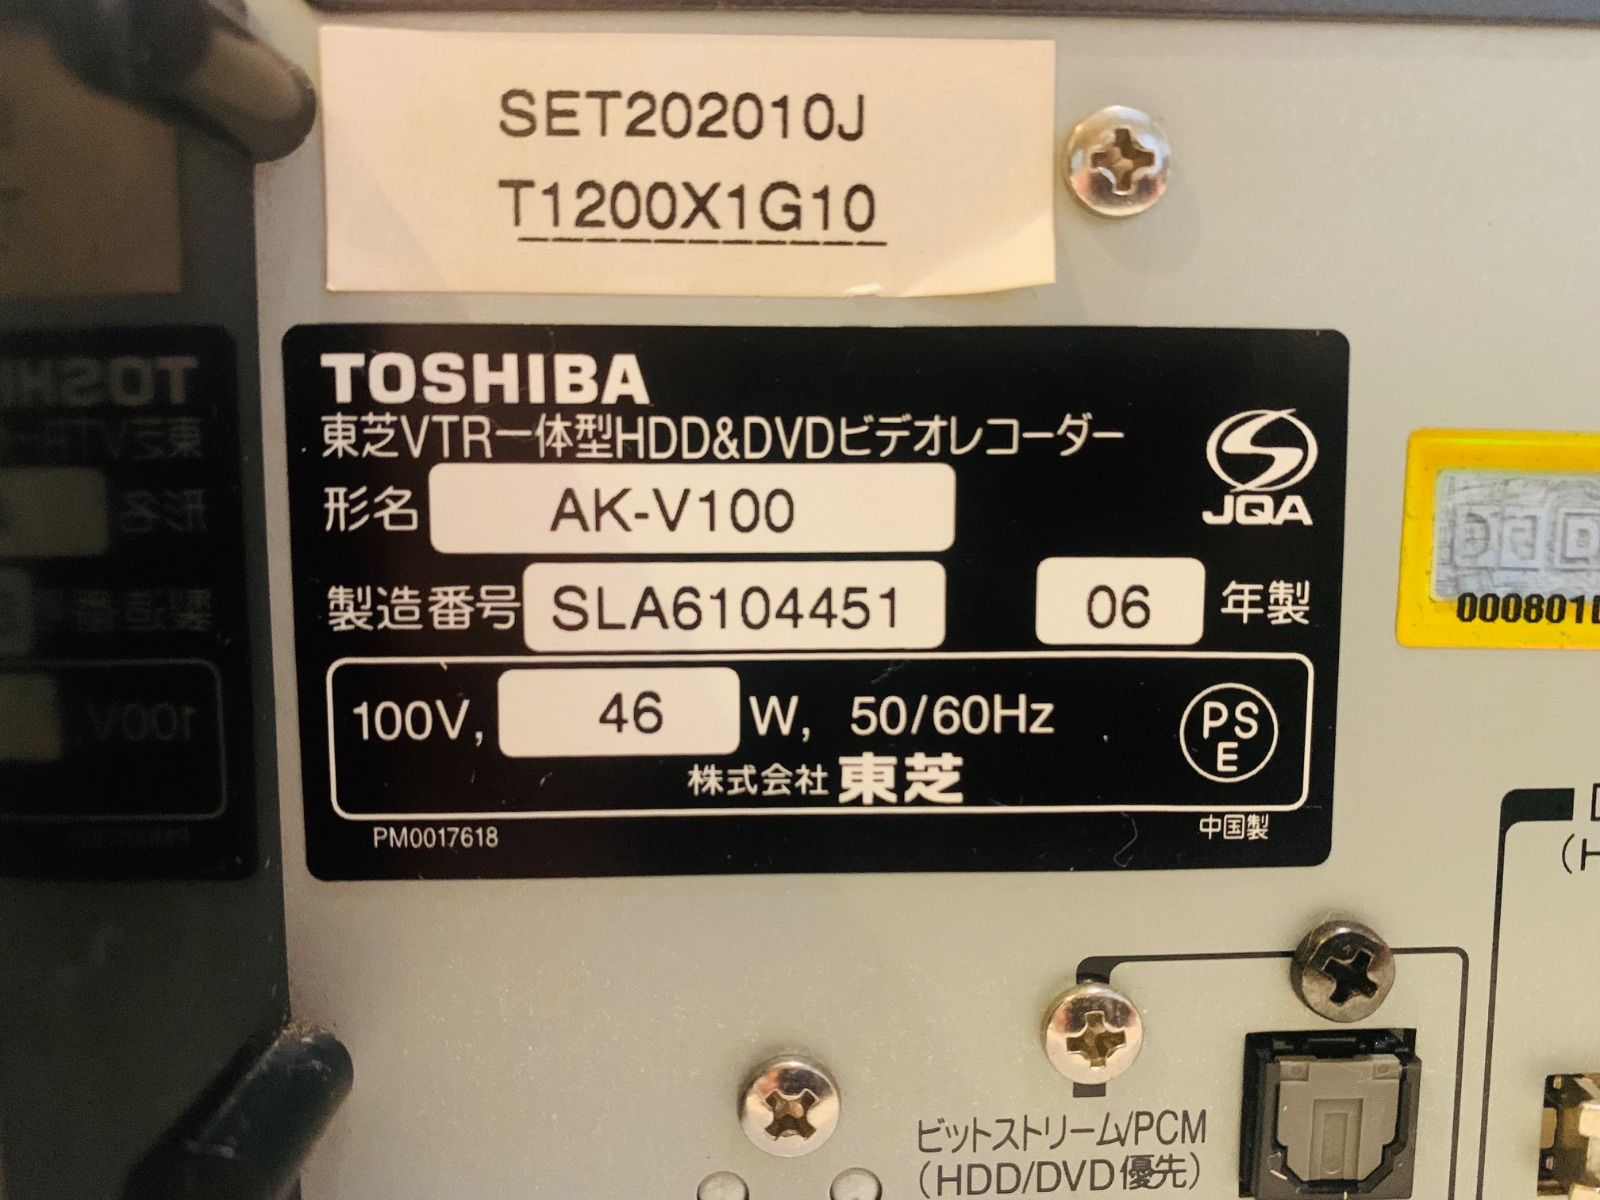 SET202010J
T1200X1G10
TOSHIBA
東芝VTR一体型HDD&DVDビデオレコーダー
形名 AK-V100
JQA
製造番号 SLA6104451 06 年製
000801
100V, 46 W, 50/60Hz
PSE
株式会社 東芝
PM0017618
中国製
ビットストリーム/PCM
(HDD/DVD優先)